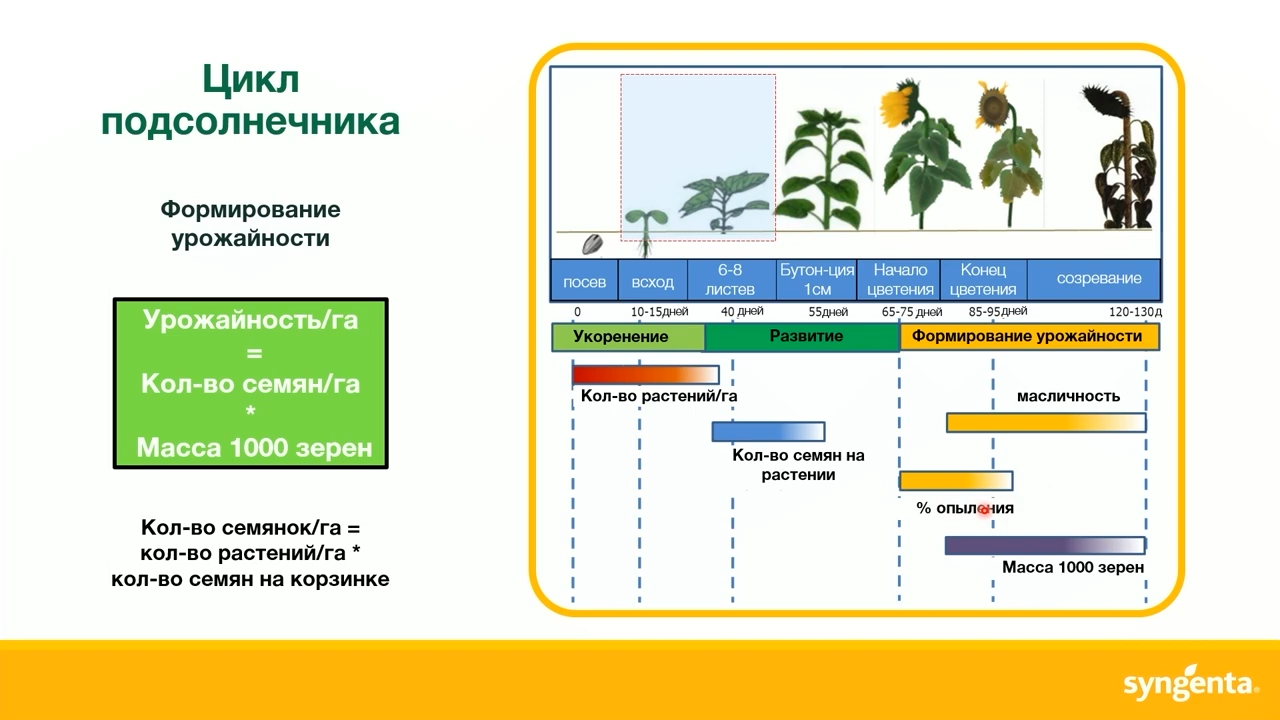 Цикл
подсолнечника
Формирование
урожайности
Урожайность/га
=
Кол-во семян/га
*
Масса 1000 зерен
Кол-во семянок/га =
кол-во растений/га *
кол-во семян на корзинке
посев
всход
6-8
листев
Бутон-ция
1см
Начало
цветения
Конец
цветения
созревание
0
10-15дней
40 дней
55дней
65-75 дней
85-95дней
120-130д
Укоренение
Развитие
Формирование урожайности
Кол-во растений/га
масличность
Кол-во семян на
растении
% опыления
Масса 1000 зерен
syngenta